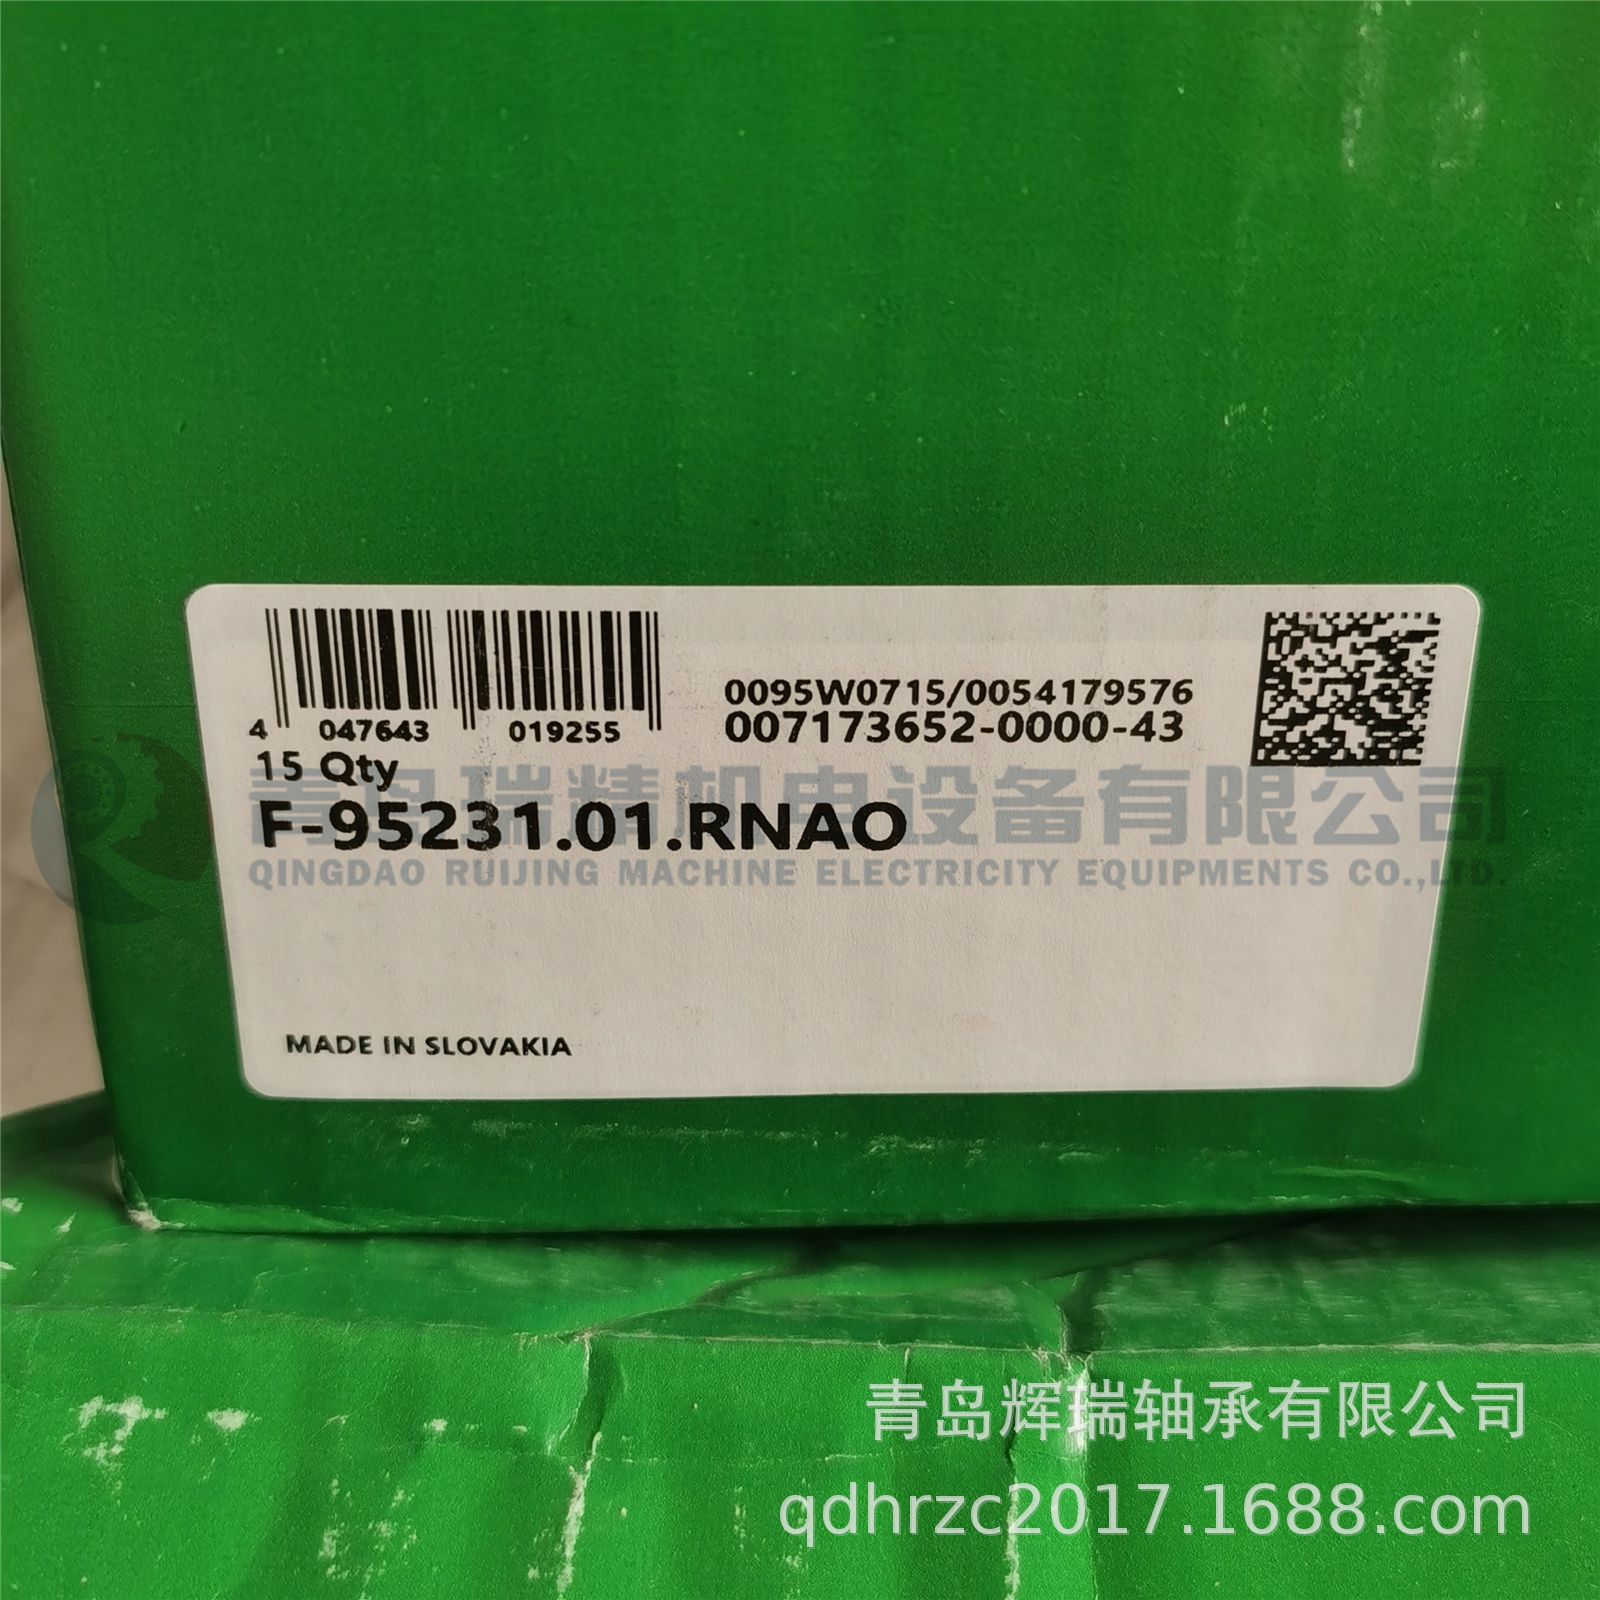 4 047643 019255
0095W0715/0054179576
007173652-0000-43
15 Qty
F-95231.01.RNAO
青岛瑞精机电设备有限公司
QINGDAO RUIJING MACHINE ELECTRICITY EQUIPMENTS CO.,LTD.
MADE IN SLOVAKIA
青岛辉瑞轴承有限公司
qdhrzc2017.1688.com